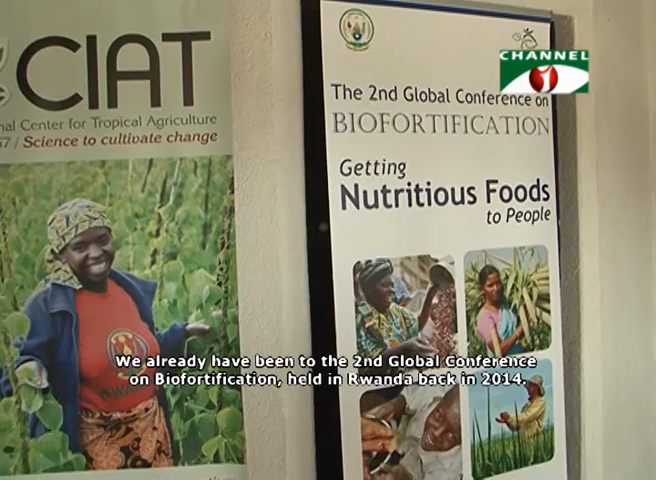 CIAT
nal Center for Tropical Agriculture
67 / Science to cultivate change
CHANNEL
1
The 2nd Global Conference on
BIOFORTIFICATION
Getting
Nutritious Foods
to People
We already have been to the 2nd Global Conference
on Biofortification, held in Rwanda back in 2014.